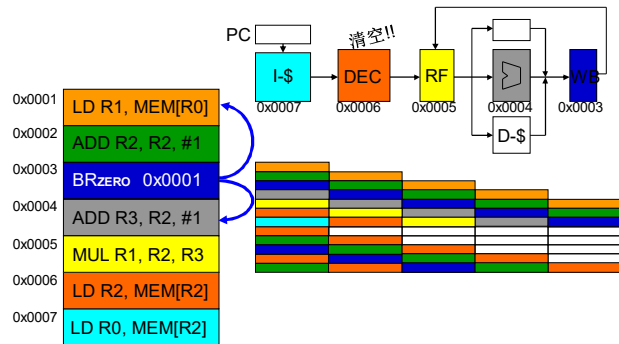 清空!!
PC
I-$
DEC
RF
WB
0x0007
0x0006
0x0005
0x0004
0x0003
D-$
0x0001
LD R1, MEM[R0]
0x0002
ADD R2, R2, #1
0x0003
BRZERO 0x0001
0x0004
ADD R3, R2, #1
0x0005
MUL R1, R2, R3
0x0006
LD R2, MEM[R2]
0x0007
LD R0, MEM[R2]